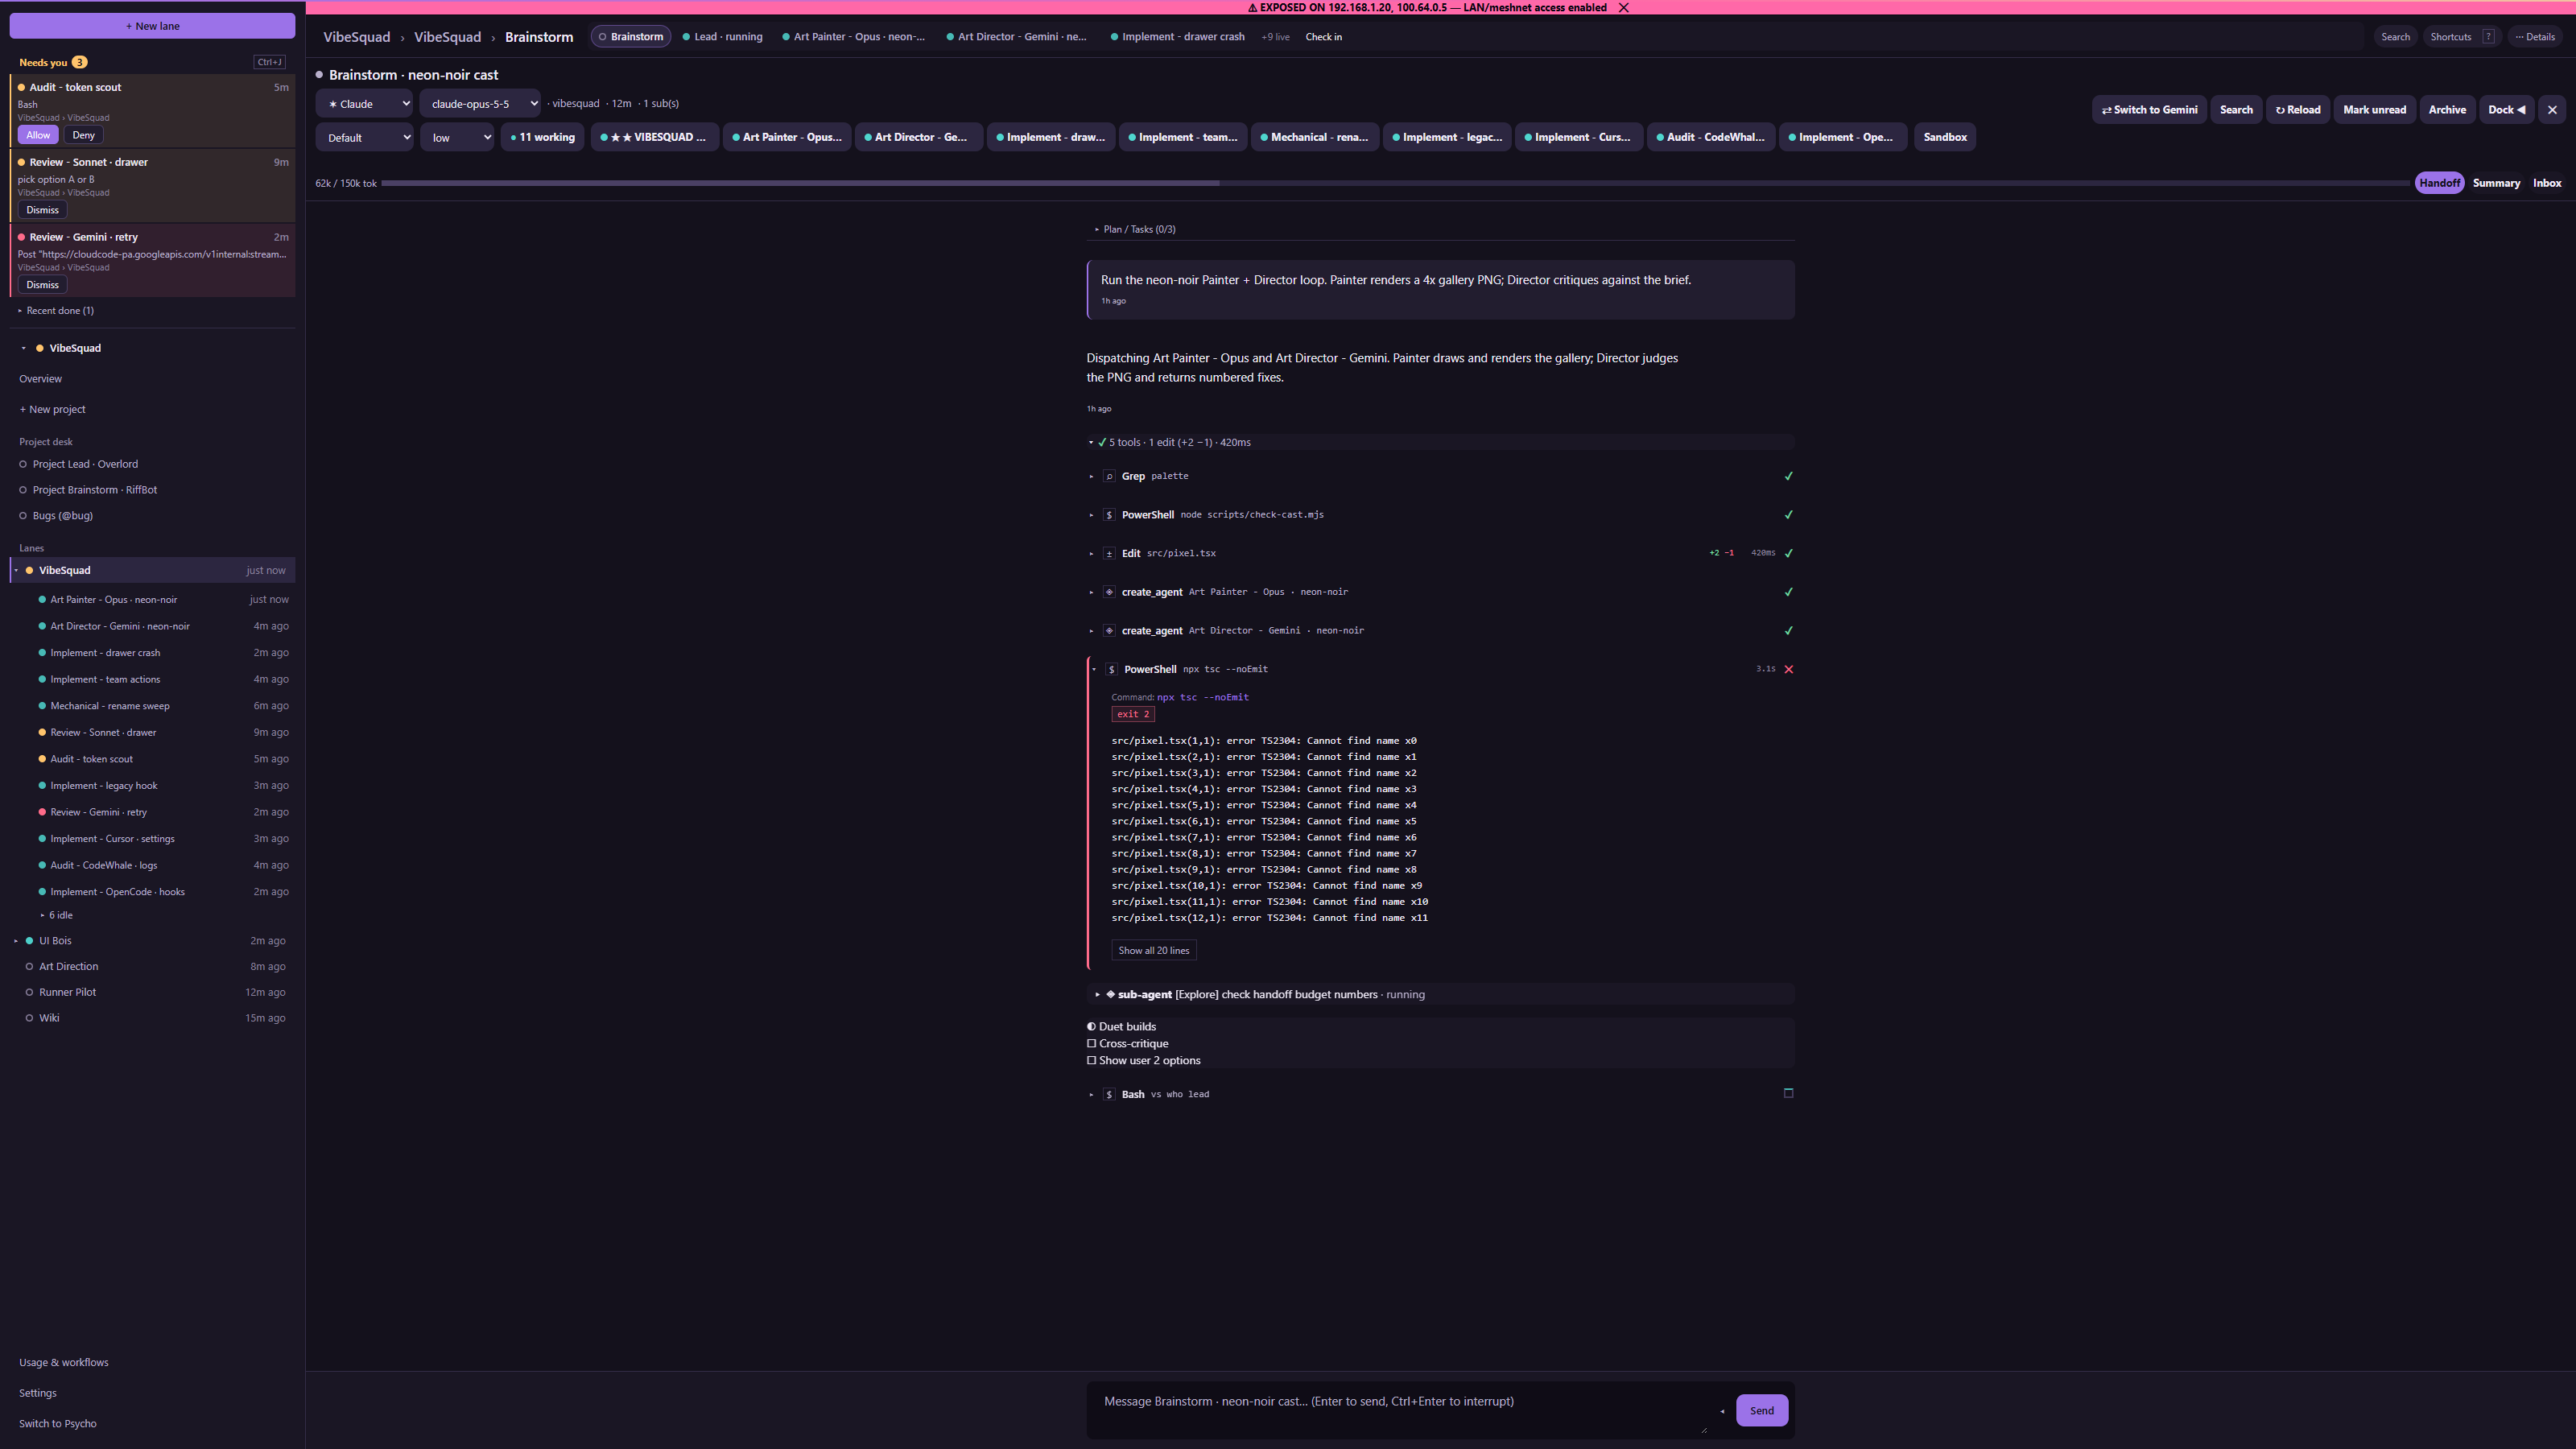 ⚠ EXPOSED ON 192.168.1.20, 100.64.0.5 — LAN/meshnet access enabled ✕
+ New lane
Needs you 3 Ctrl+J
Audit - token scout 5m
Bash
VibeSquad › VibeSquad
Allow Deny
Review - Sonnet · drawer 9m
pick option A or B
VibeSquad › VibeSquad
Dismiss
Review - Gemini · retry 2m
Post "https://cloudcode-pa.googleapis.com/v1internal:stream...
VibeSquad › VibeSquad
Dismiss
Recent done (1)
VibeSquad
Overview
+ New project
Project desk
Project Lead · Overlord
Project Brainstorm · RiffBot
Bugs (@bug)
Lanes
VibeSquad just now
Art Painter - Opus · neon-noir just now
Art Director - Gemini · neon-noir 4m ago
Implement - drawer crash 2m ago
Implement - team actions 4m ago
Mechanical - rename sweep 6m ago
Review - Sonnet · drawer 9m ago
Audit - token scout 5m ago
Implement - legacy hook 3m ago
Review - Gemini · retry 2m ago
Implement - Cursor · settings 3m ago
Audit - CodeWhale · logs 4m ago
Implement - OpenCode · hooks 2m ago
6 idle
UI Bois 2m ago
Art Direction 8m ago
Runner Pilot 12m ago
Wiki 15m ago
Usage & workflows
Settings
Switch to Psycho
VibeSquad › VibeSquad › Brainstorm Brainstorm Lead · running Art Painter - Opus · neon-... Art Director - Gemini · ne... Implement - drawer crash +9 live Check in Search Shortcuts ? ··· Details
Brainstorm · neon-noir cast
✶ Claude claude-opus-5-5 · vibesquad · 12m · 1 sub(s) ⇄ Switch to Gemini Search ↻ Reload Mark unread Archive Dock ◀ ✕
Default low 11 working ★ ★ VIBESQUAD ... Art Painter - Opus... Art Director - Ge... Implement - draw... Implement - team... Mechanical - rena... Implement - legac... Implement - Curs... Audit - CodeWhal... Implement - Ope... Sandbox
62k / 150k tok Handoff Summary Inbox
Plan / Tasks (0/3)
Run the neon-noir Painter + Director loop. Painter renders a 4x gallery PNG; Director critiques against the brief.
1h ago
Dispatching Art Painter - Opus and Art Director - Gemini. Painter draws and renders the gallery; Director judges
the PNG and returns numbered fixes.
1h ago
✓ 5 tools · 1 edit (+2 −1) · 420ms
Grep palette ✓
$ PowerShell node scripts/check-cast.mjs ✓
± Edit src/pixel.tsx +2 −1 420ms ✓
create_agent Art Painter - Opus · neon-noir ✓
create_agent Art Director - Gemini · neon-noir ✓
$ PowerShell npx tsc --noEmit 3.1s ✕
Command: npx tsc --noEmit
exit 2
src/pixel.tsx(1,1): error TS2304: Cannot find name x0
src/pixel.tsx(2,1): error TS2304: Cannot find name x1
src/pixel.tsx(3,1): error TS2304: Cannot find name x2
src/pixel.tsx(4,1): error TS2304: Cannot find name x3
src/pixel.tsx(5,1): error TS2304: Cannot find name x4
src/pixel.tsx(6,1): error TS2304: Cannot find name x5
src/pixel.tsx(7,1): error TS2304: Cannot find name x6
src/pixel.tsx(8,1): error TS2304: Cannot find name x7
src/pixel.tsx(9,1): error TS2304: Cannot find name x8
src/pixel.tsx(10,1): error TS2304: Cannot find name x9
src/pixel.tsx(11,1): error TS2304: Cannot find name x10
src/pixel.tsx(12,1): error TS2304: Cannot find name x11
Show all 20 lines
sub-agent [Explore] check handoff budget numbers · running
◐ Duet builds
☐ Cross-critique
☐ Show user 2 options
$ Bash vs who lead
Message Brainstorm · neon-noir cast... (Enter to send, Ctrl+Enter to interrupt) Send